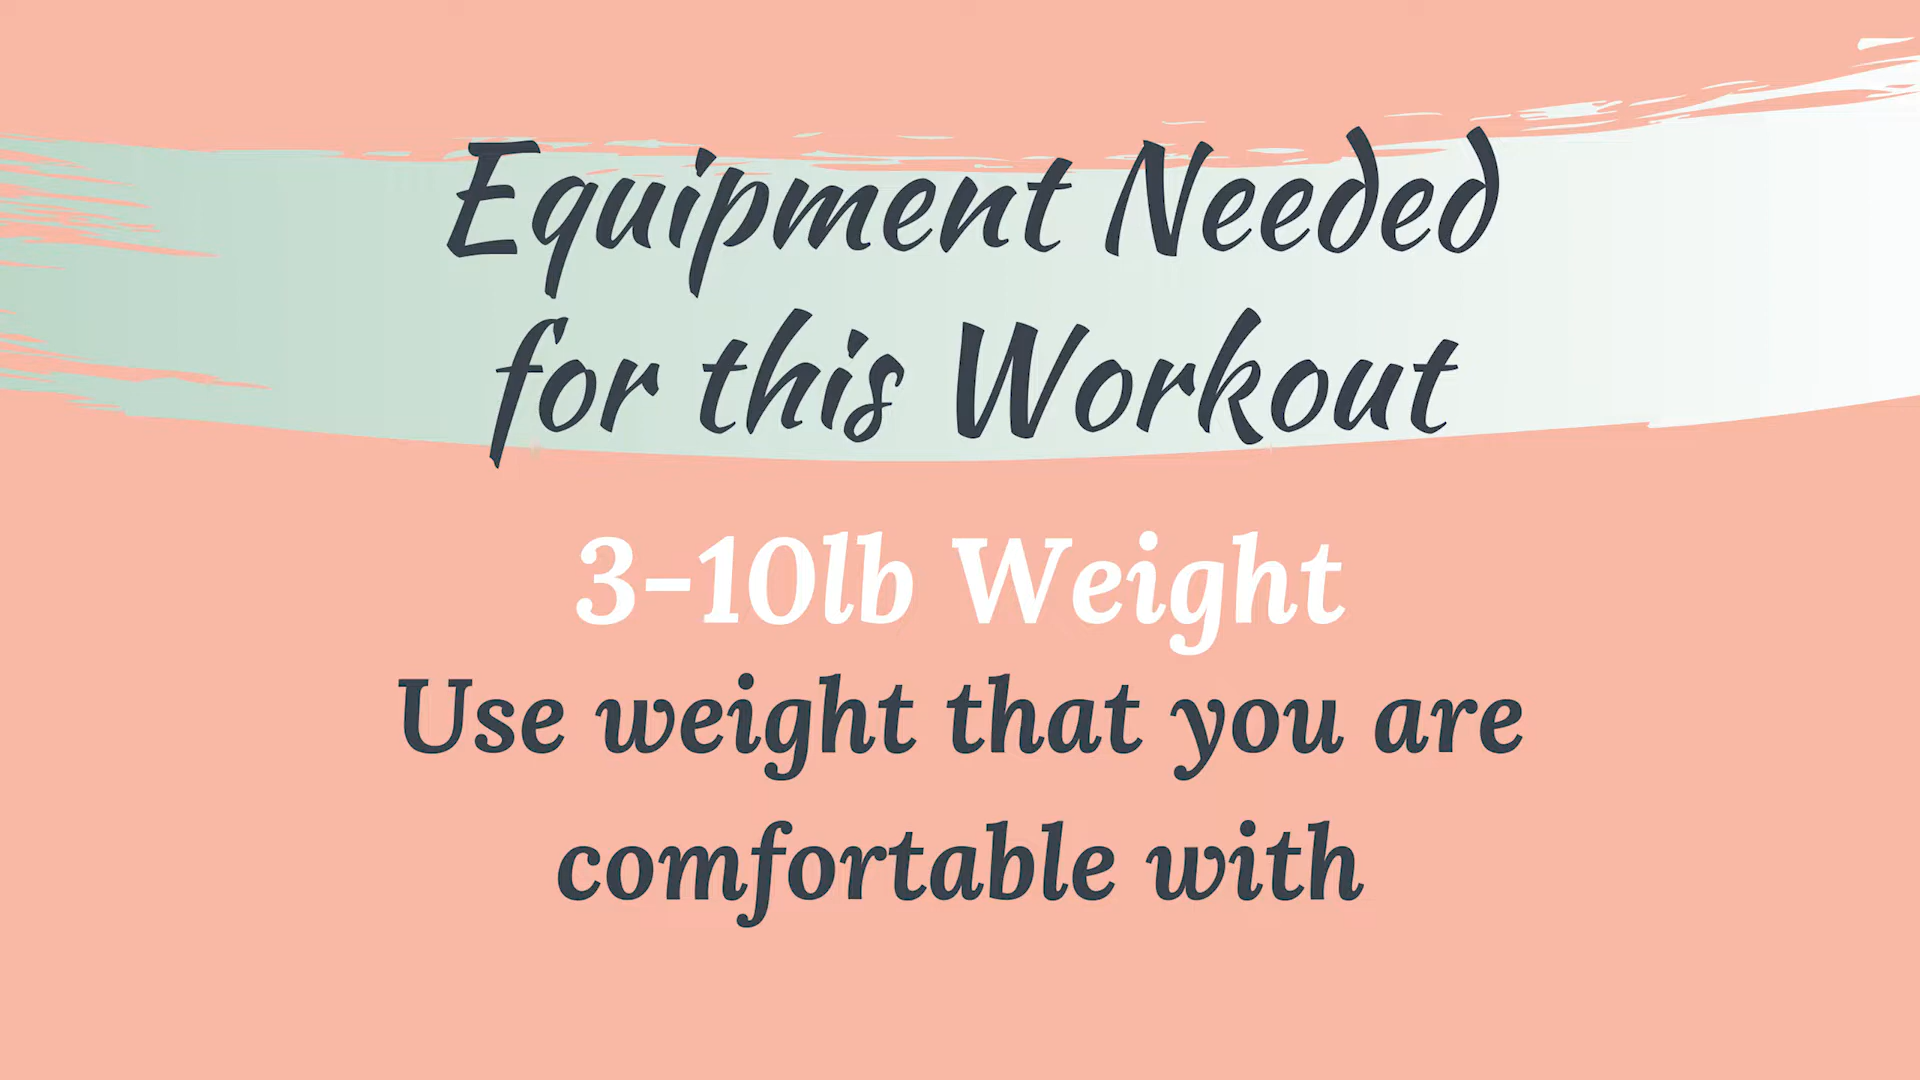 Equipment Needed
for this Workout
3-10lb Weight
Use weight that you are
comfortable with